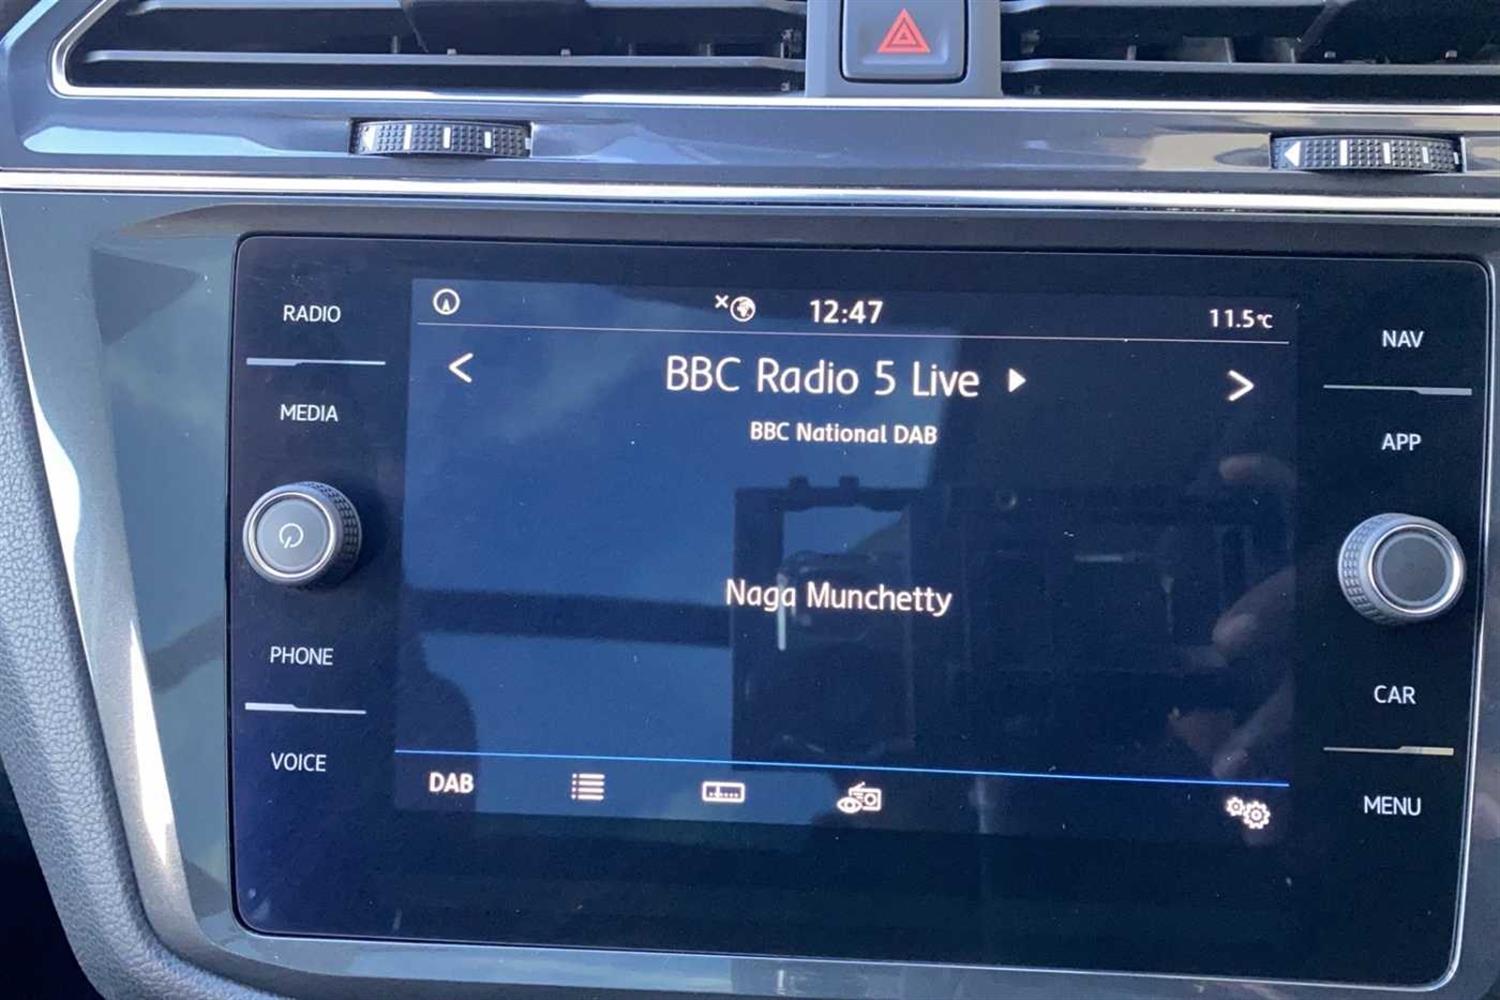 RADIO
MEDIA
PHONE
VOICE
12:47
11.5°C
< BBC Radio 5 Live >
BBC National DAB
Naga Munchetty
DAB
NAV
APP
CAR
MENU